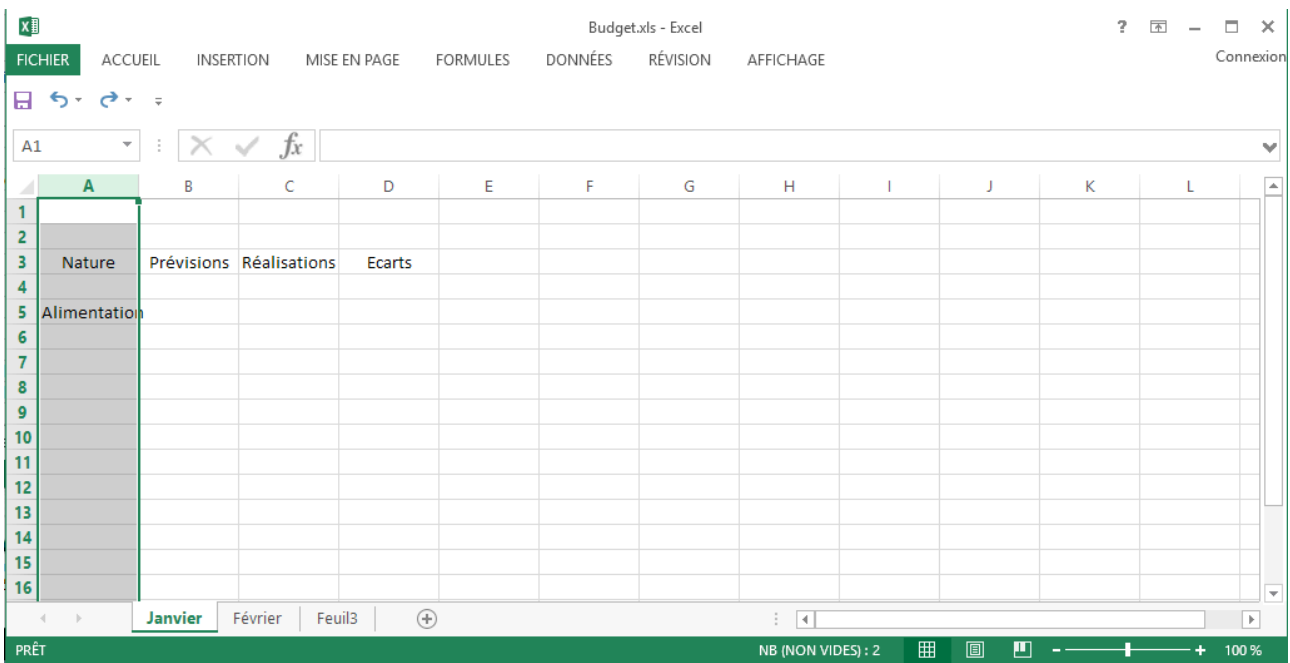 Budget.xls - Excel ?
FICHIER ACCUEIL INSERTION MISE EN PAGE FORMULES DONNÉES RÉVISION AFFICHAGE Connexion
A1 fx
A B C D E F G H I J K L
1
2
3 Nature Prévisions Réalisations Ecarts
4
5 Alimentation
6
7
8
9
10
11
12
13
14
15
16
Janvier Février Feuil3
PRÊT NB (NON VIDES) : 2 - + 100 %